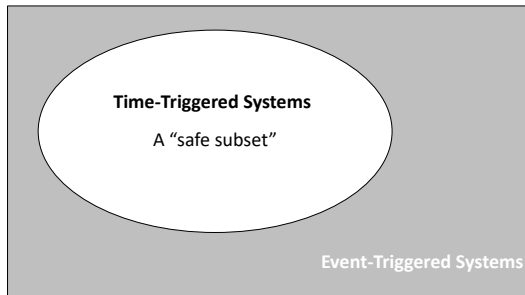 Time-Triggered Systems
A “safe subset”
Event-Triggered Systems